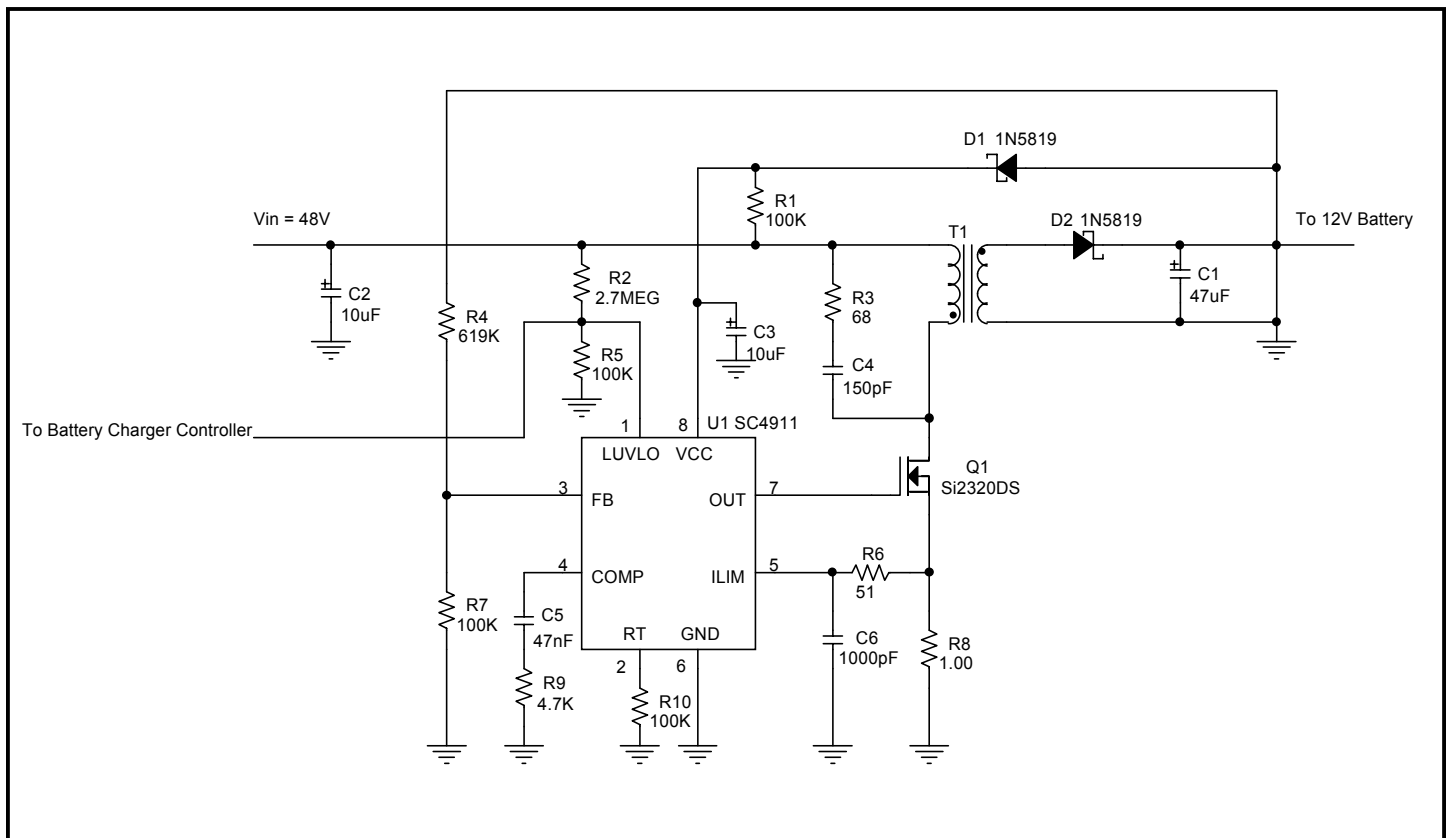 D1 1N5819
R1
100K
Vin = 48V
D2 1N5819
To 12V Battery
T1
+
C2
10uF
R2
2.7MEG
R3
68
+
C1
47uF
R4
619K
+
C3
10uF
R5
100K
C4
150pF
To Battery Charger Controller
1
8
U1 SC4911
LUVLO
VCC
Q1
Si2320DS
3
FB
OUT
7
4
COMP
ILIM
5
R6
51
R7
100K
C5
47nF
RT
GND
C6
1000pF
R8
1.00
2
6
R9
4.7K
R10
100K